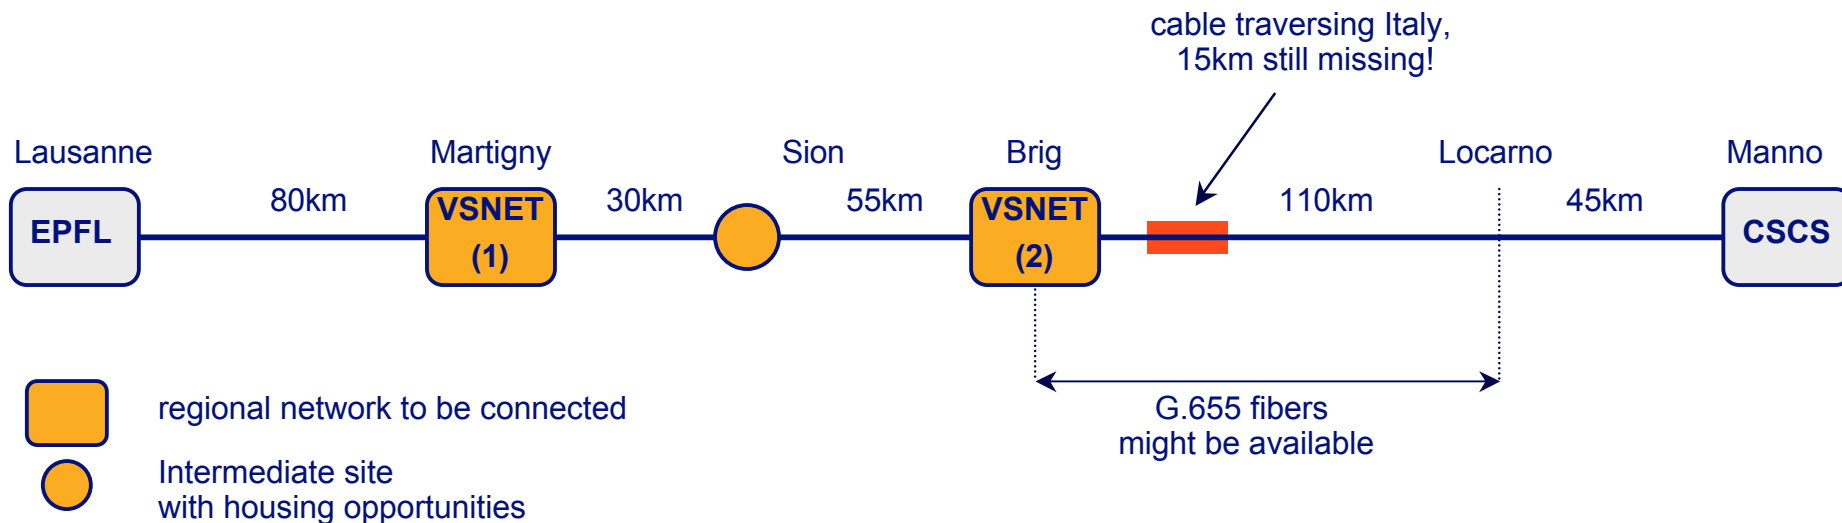 cable traversing Italy,
15km still missing!
Lausanne
Martigny
Sion
Brig
Locarno
Manno
EPFL
80km
VSNET
(1)
30km
55km
VSNET
(2)
110km
45km
CSCS
G.655 fibers
might be available
regional network to be connected
Intermediate site
with housing opportunities